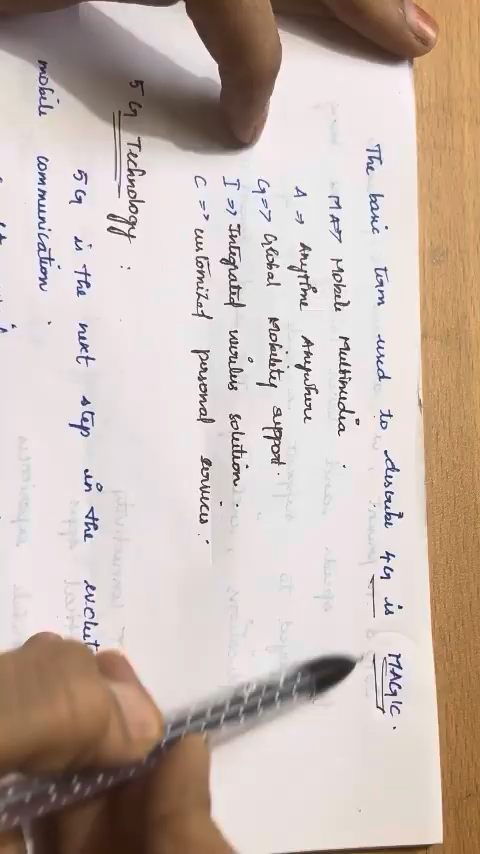 The basic term used to describe 4G is MAGIC.
MA => Mobile Multimedia
A => Anytime Anywhere
G => Global Mobility support.
I => Integrated wireless solution.
C => customized personal services.
5G Technology :
5G is the next step in the
mobile communication